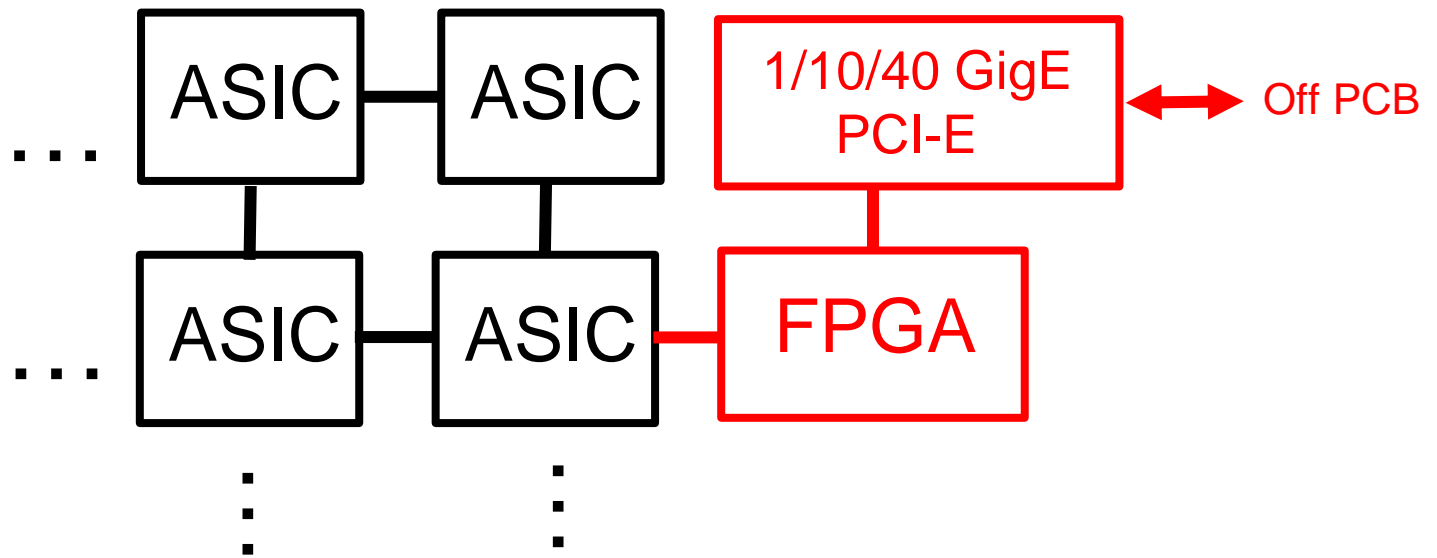 ASIC
ASIC
1/10/40 GigE
PCI-E
Off PCB
. . .
ASIC
ASIC
FPGA
. . .